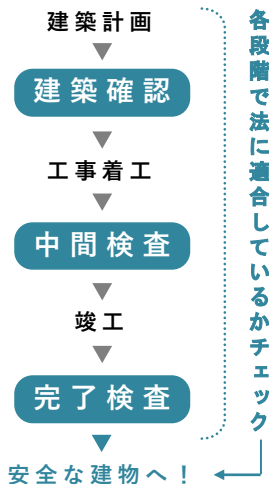 建築計画
建築確認
工事着工
中間検査
竣工
完了検査
安全な建物へ！
各段階で法に適合しているかチェック